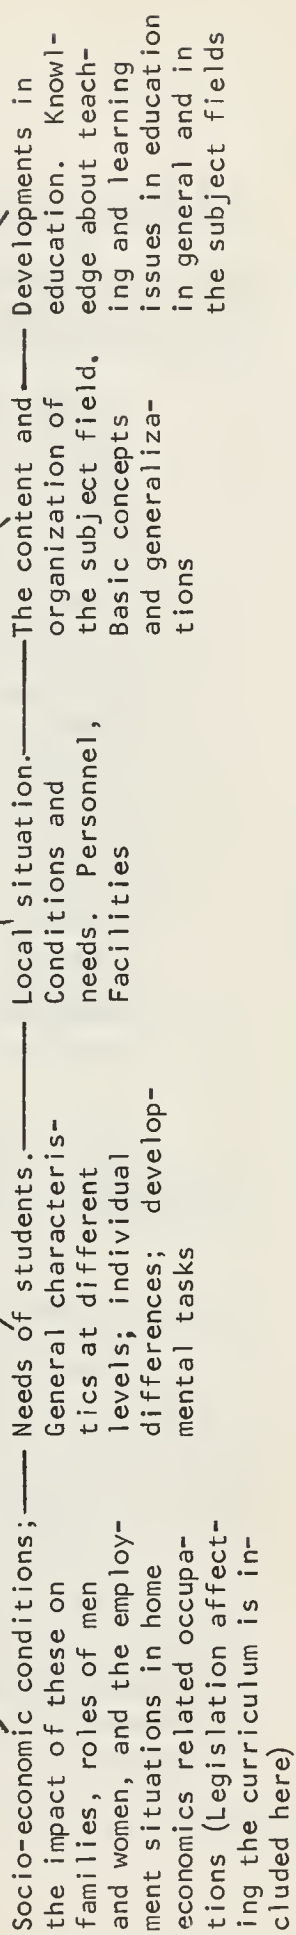 Socio-economic conditions;
the impact of these on
families, roles of men
and women, and the employ-
ment situations in home
economics related occupa-
tions (Legislation affect-
ing the curriculum is in-
cluded here)
Needs of students.
General characteris-
tics at different
levels; individual
differences; develop-
mental tasks
Local situation.
Conditions and
needs. Personnel,
Facilities
The content and
organization of
the subject field.
Basic concepts
and generaliza-
tions
Developments in
education. Knowl-
edge about teach-
ing and learning
issues in education
in general and in
the subject fields